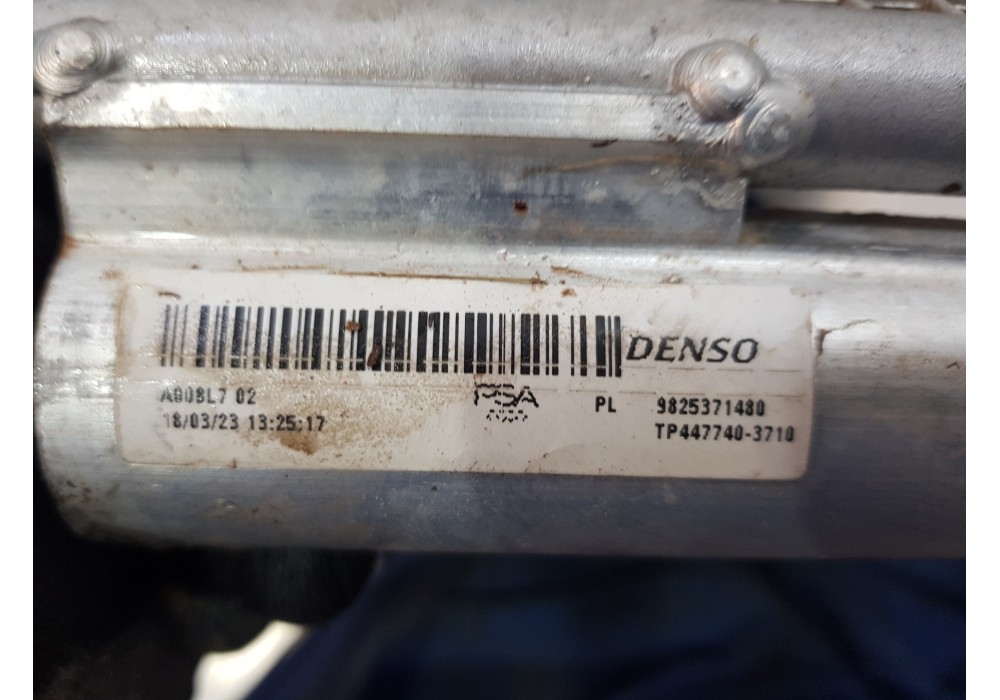 DENSO
A008L7 02
PSA
PL
9825371480
18/03/23 13:25:17
TP447740-3710